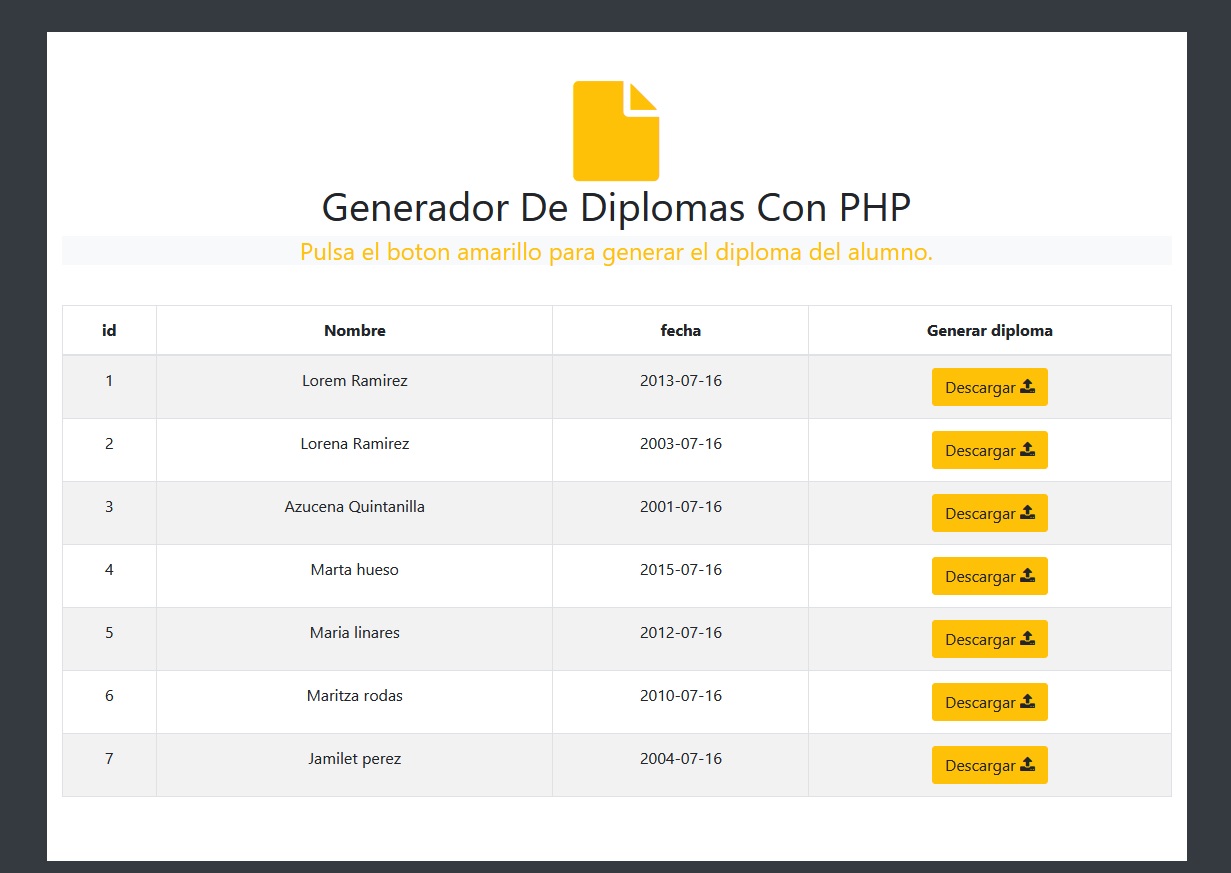 Generador De Diplomas Con PHP
Pulsa el boton amarillo para generar el diploma del alumno.
id Nombre fecha Generar diploma
1 Lorem Ramirez 2013-07-16 Descargar
2 Lorena Ramirez 2003-07-16 Descargar
3 Azucena Quintanilla 2001-07-16 Descargar
4 Marta hueso 2015-07-16 Descargar
5 Maria linares 2012-07-16 Descargar
6 Maritza rodas 2010-07-16 Descargar
7 Jamilet perez 2004-07-16 Descargar